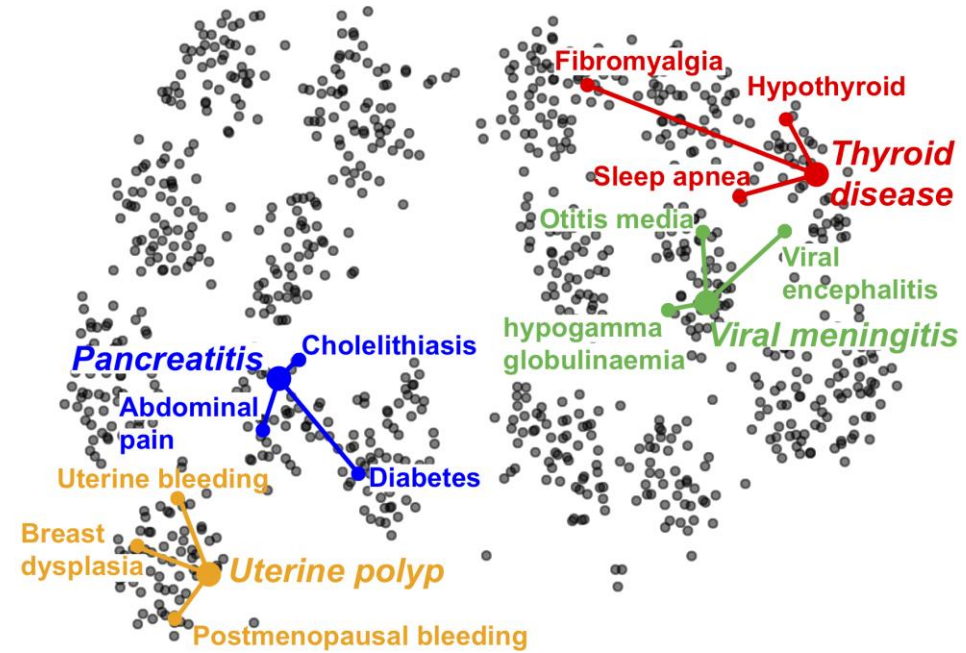 Fibromyalgia
Hypothyroid
Thyroid
disease
Sleep apnea
Otitis media
Viral
encephalitis
hypogamma
globulinaemia
Viral meningitis
Pancreatitis
Cholelithiasis
Abdominal
pain
Diabetes
Uterine bleeding
Breast
dysplasia
Uterine polyp
Postmenopausal bleeding